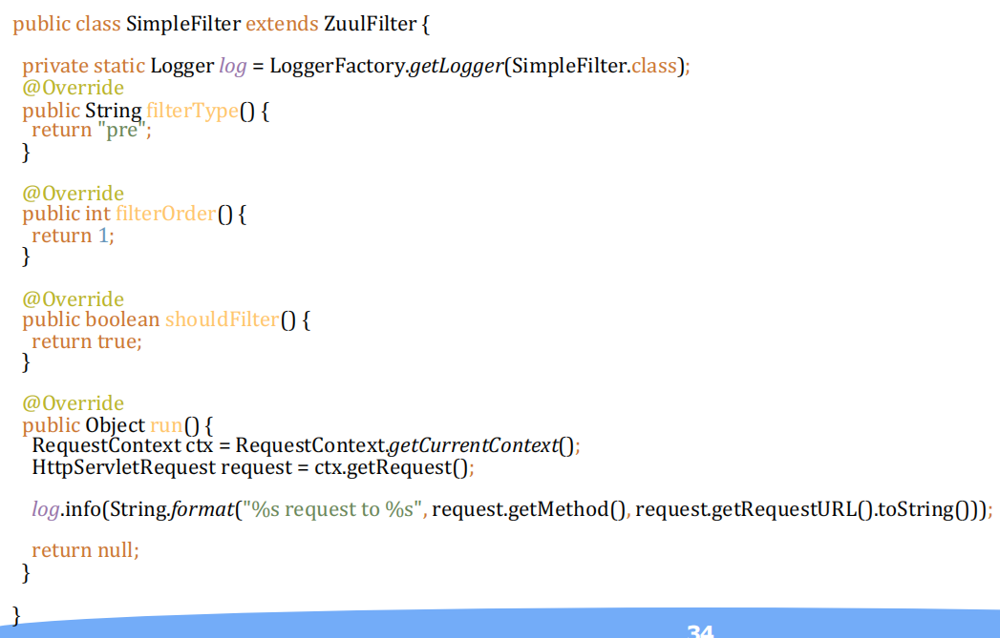 public class SimpleFilter extends ZuulFilter {
private static Logger log = LoggerFactory.getLogger(SimpleFilter.class);
@Override
public String filterType() {
return "pre";
}
@Override
public int filterOrder() {
return 1;
}
@Override
public boolean shouldFilter() {
return true;
}
@Override
public Object run() {
RequestContext ctx = RequestContext.getCurrentContext();
HttpServletRequest request = ctx.getRequest();
log.info(String.format("%s request to %s", request.getMethod(), request.getRequestURL().toString()));
return null;
}
}
34